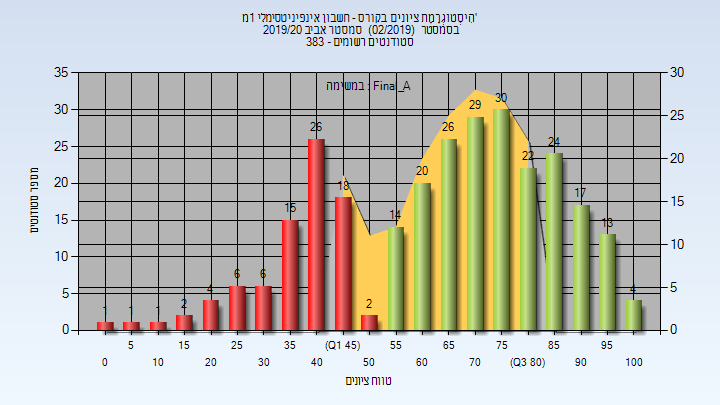 היסטוגרמת ציונים בקורס - חשבון אינפיניטסימלי 1מ'
בסמסטר (02/2019) סמסטר אביב 2019/20
סטודנטים רשומים - 383
במשימה : Final_A
מספר סטודנטים
35 30 25 20 15 10 5 0
30 25 20 15 10 5 0
1 1 1 2 4 6 6 15 26 18 2 14 20 26 29 30 22 24 17 13 4
5 15 25 35 (Q1 45) 55 65 75 85 95
0 10 20 30 40 50 60 70 (Q3 80) 90 100
טווח ציונים